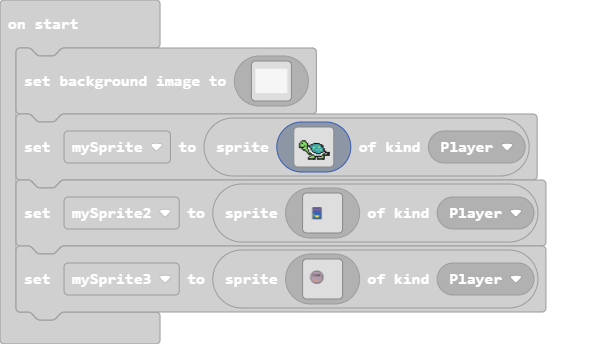 on start
set background image to
set mySprite to sprite of kind Player
set mySprite2 to sprite of kind Player
set mySprite3 to sprite of kind Player